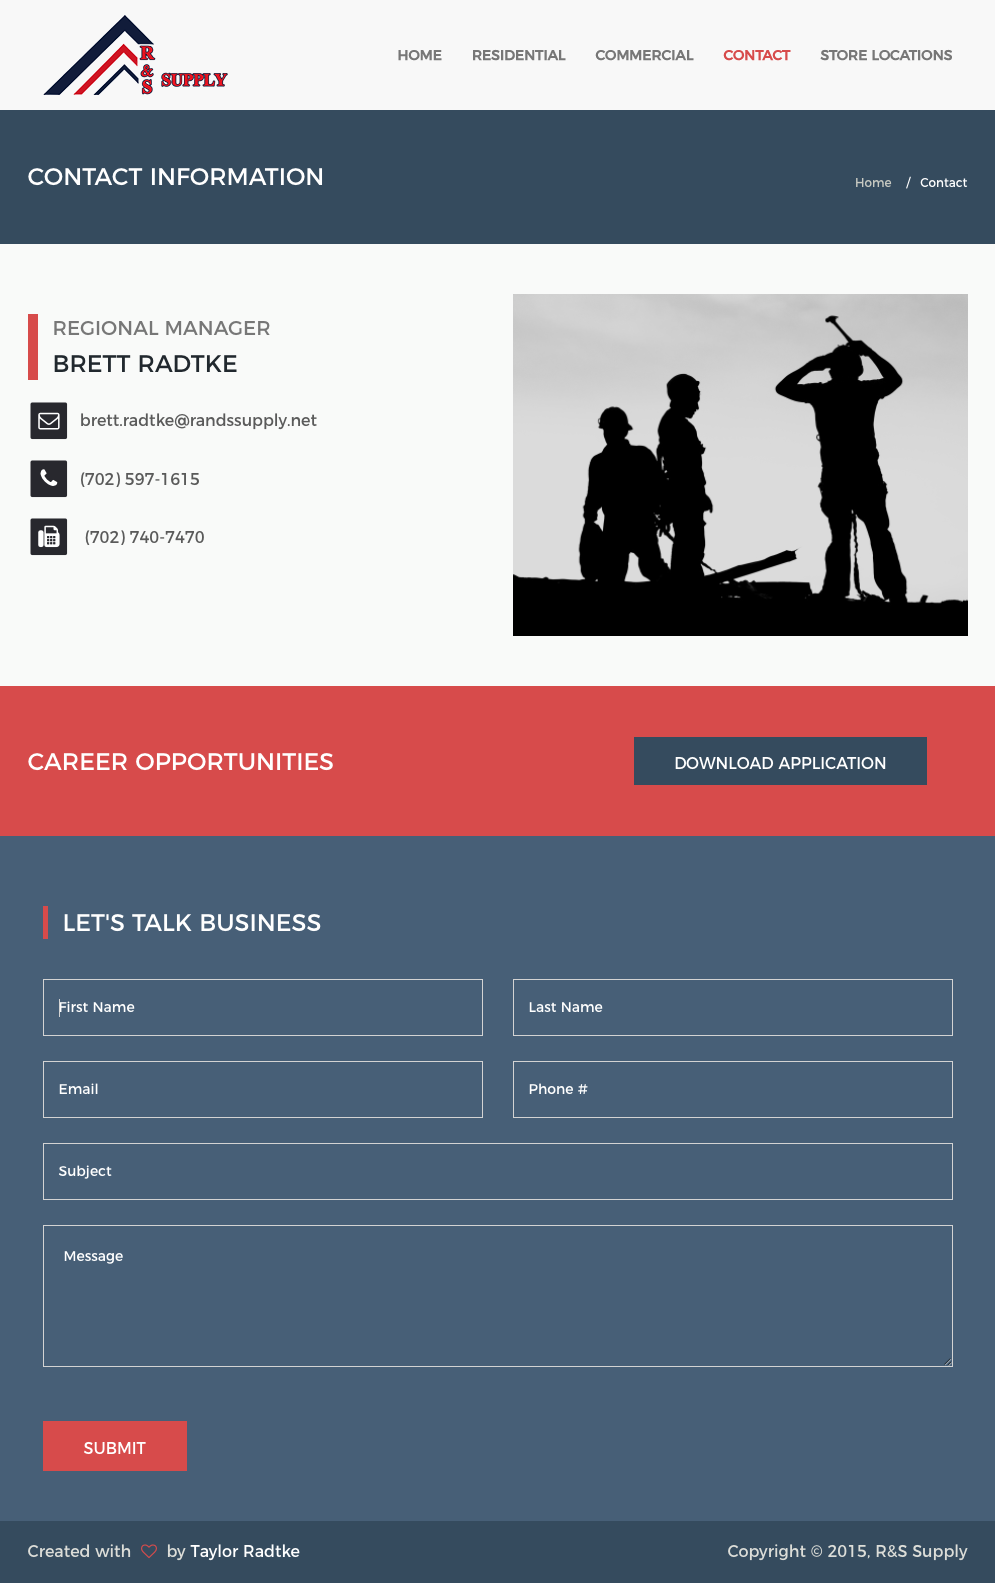 R
&
S SUPPLY
HOME RESIDENTIAL COMMERCIAL CONTACT STORE LOCATIONS
CONTACT INFORMATION
Home / Contact
REGIONAL MANAGER
BRETT RADTKE
brett.radtke@randssupply.net
(702) 597-1615
(702) 740-7470
CAREER OPPORTUNITIES
DOWNLOAD APPLICATION
LET'S TALK BUSINESS
First Name
Last Name
Email
Phone #
Subject
Message
SUBMIT
Created with by Taylor Radtke
Copyright © 2015, R&S Supply